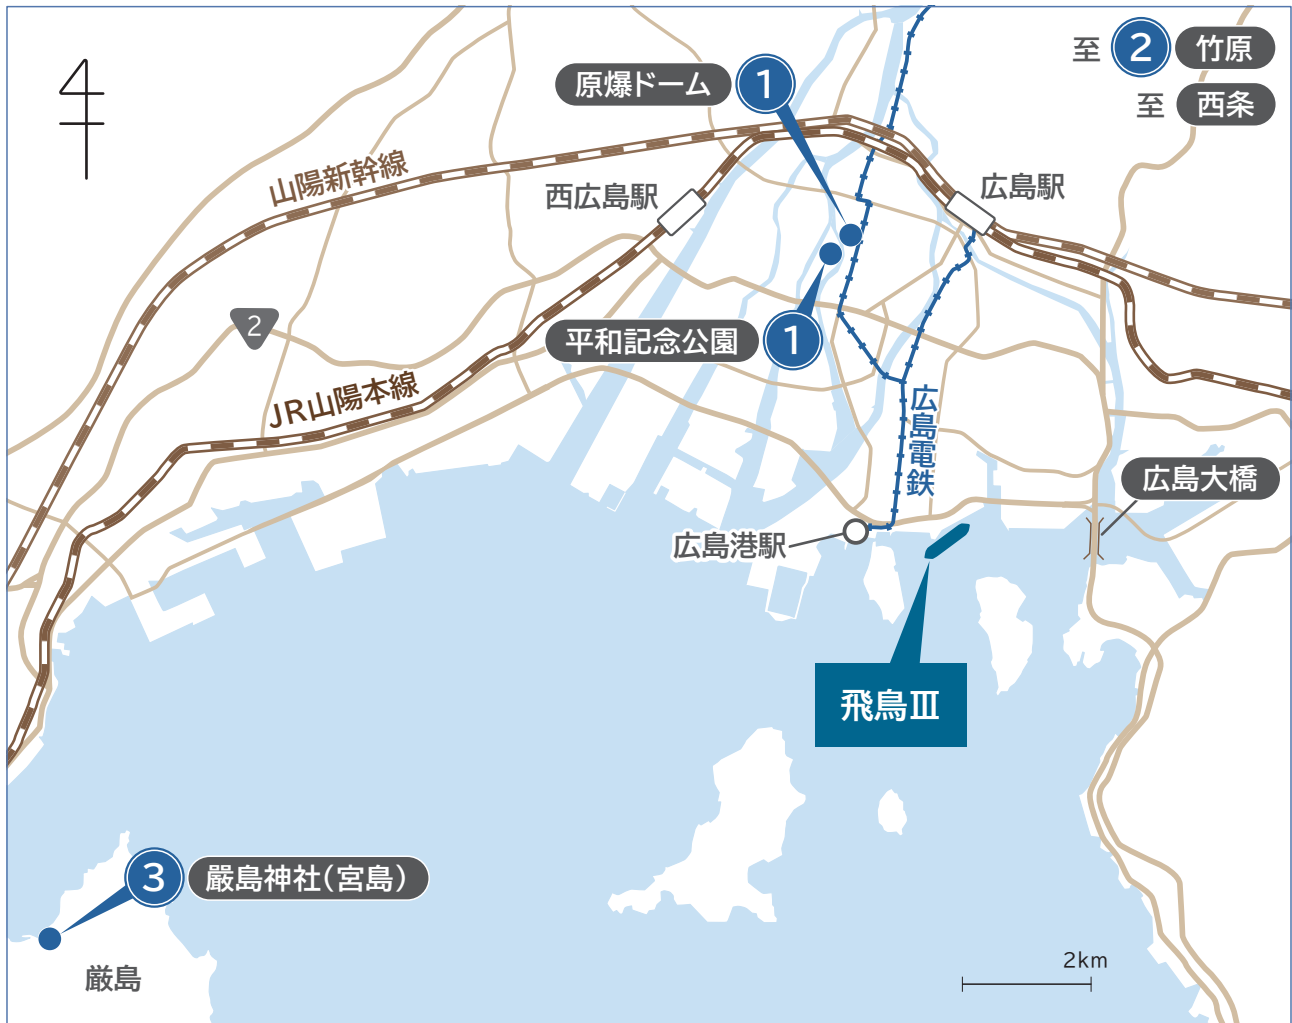 至 2 竹原
至 西条
原爆ドーム 1
山陽新幹線
西広島駅
広島駅
2
平和記念公園 1
JR山陽本線
広島電鉄
広島大橋
広島港駅
飛鳥Ⅲ
3 嚴島神社（宮島）
厳島
2km